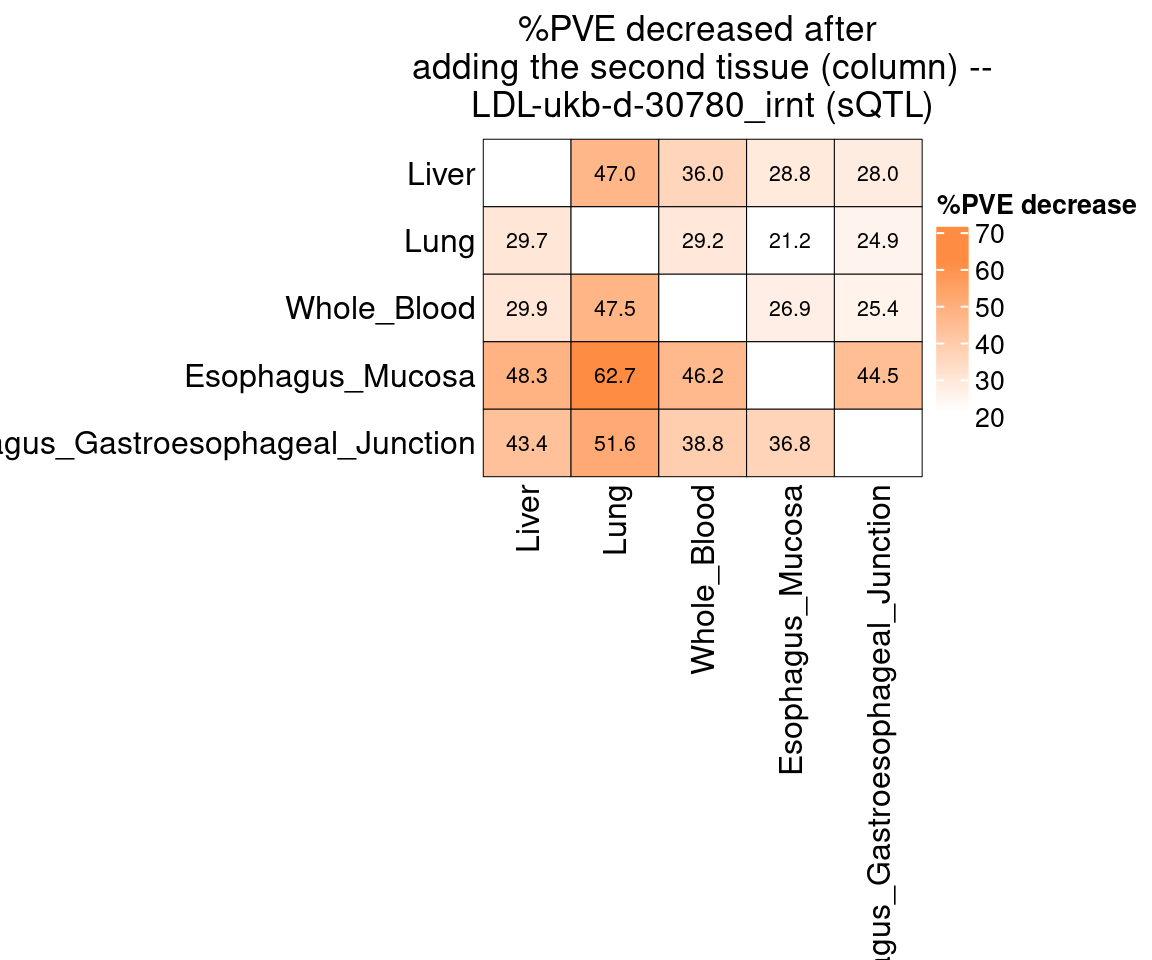 %PVE decreased after
adding the second tissue (column) --
LDL-ukb-d-30780_irnt (sQTL)
Liver 47.0 36.0 28.8 28.0
Lung 29.7 29.2 21.2 24.9
Whole_Blood 29.9 47.5 26.9 25.4
Esophagus_Mucosa 48.3 62.7 46.2 44.5
agus_Gastroesophageal_Junction 43.4 51.6 38.8 36.8
%PVE decrease
70
60
50
40
30
20
Liver
Lung
Whole_Blood
Esophagus_Mucosa
agus_Gastroesophageal_Junction